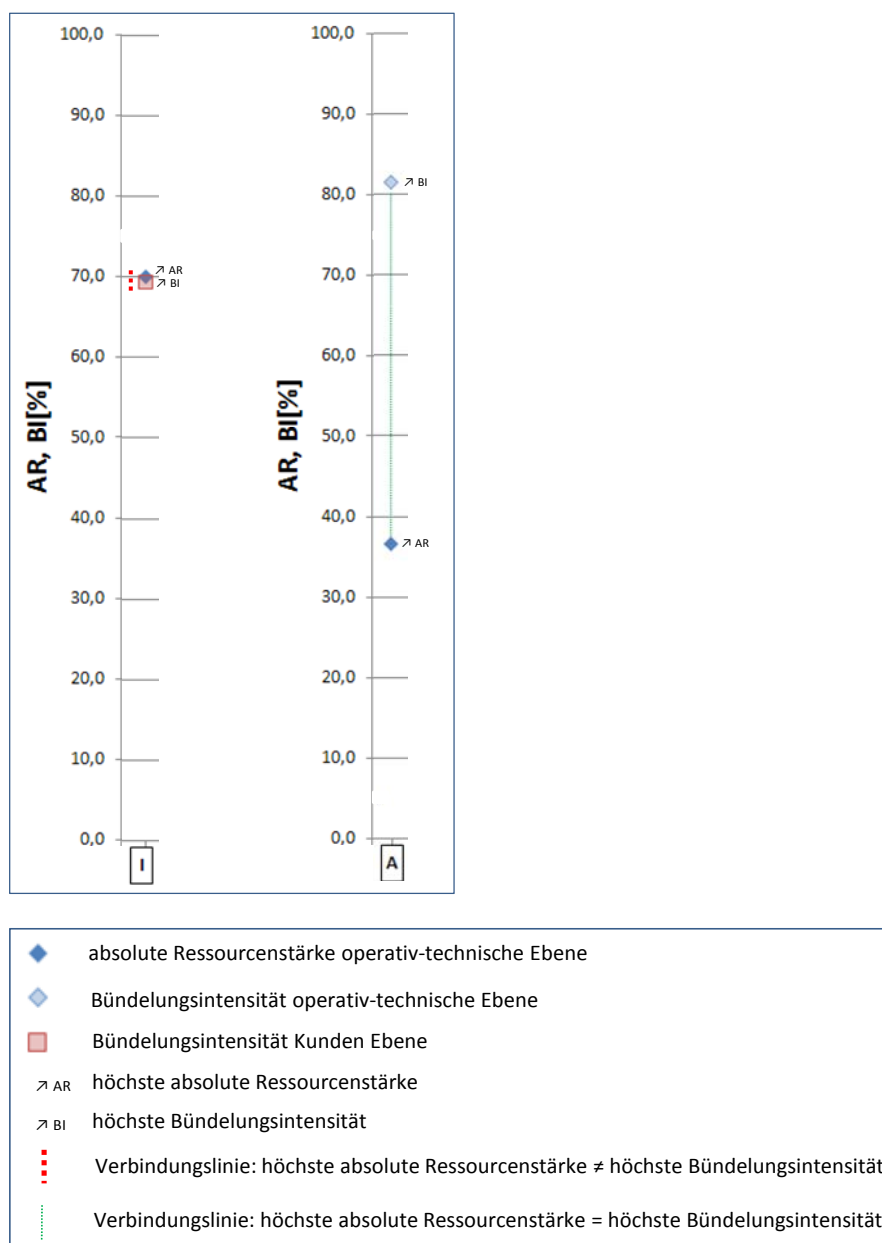 100,0
90,0
80,0
70,0
60,0
50,0
40,0
30,0
20,0
10,0
0,0
AR, BI[%]
↗ AR
↗ BI
I
100,0
90,0
80,0
70,0
60,0
50,0
40,0
30,0
20,0
10,0
0,0
AR, BI[%]
↗ BI
↗ AR
A
absolute Ressourcenstärke operativ-technische Ebene
Bündelungsintensität operativ-technische Ebene
Bündelungsintensität Kunden Ebene
↗ AR höchste absolute Ressourcenstärke
↗ BI höchste Bündelungsintensität
Verbindungslinie: höchste absolute Ressourcenstärke ≠ höchste Bündelungsintensität
Verbindungslinie: höchste absolute Ressourcenstärke = höchste Bündelungsintensität